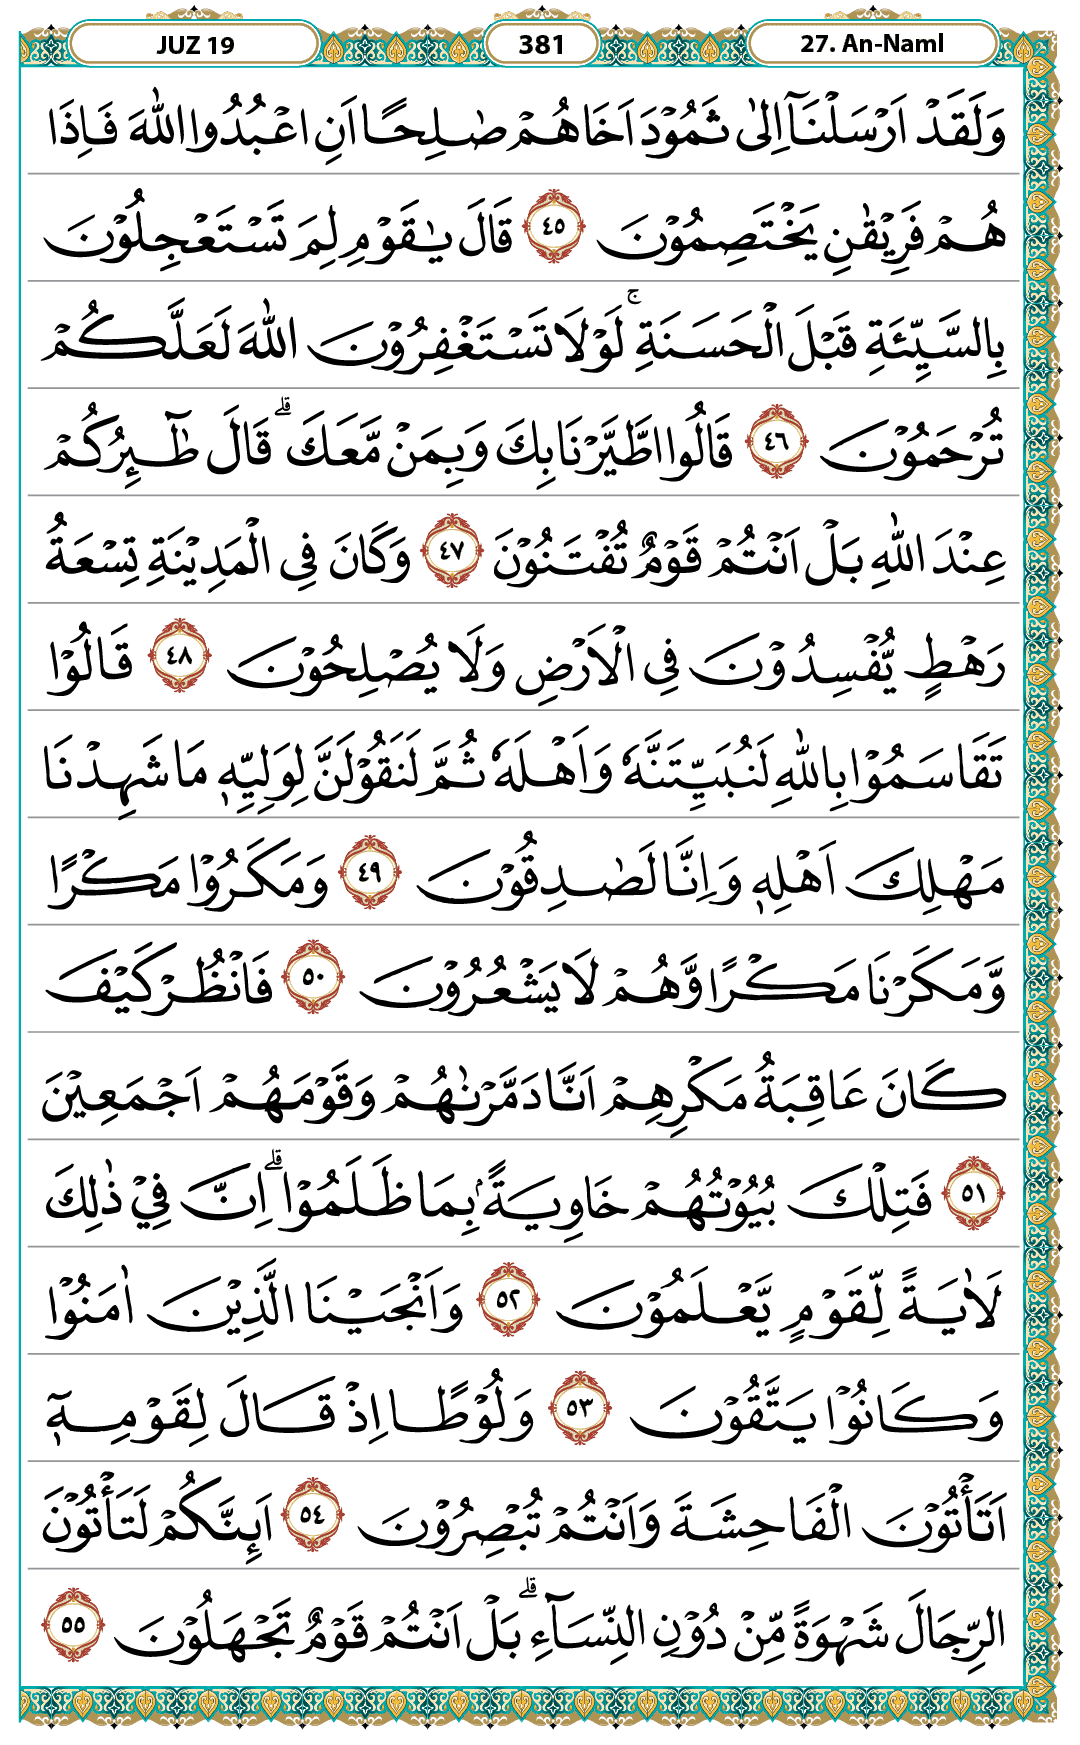 JUZ 19
381
27. An-Naml
وَلَقَدْ اَرْسَلْنَآ اِلٰى ثَمُوْدَ اَخَاهُمْ صٰلِحًا اَنِ اعْبُدُوا اللّٰهَ فَاِذَا
هُمْ فَرِيْقٰنِ يَخْتَصِمُوْنَ ٤٥ قَالَ يٰقَوْمِ لِمَ تَسْتَعْجِلُوْنَ
بِالسَّيِّئَةِ قَبْلَ الْحَسَنَةِۚ لَوْلَا تَسْتَغْفِرُوْنَ اللّٰهَ لَعَلَّكُمْ
تُرْحَمُوْنَ ٤٦ قَالُوا اطَّيَّرْنَا بِكَ وَبِمَنْ مَّعَكَۗ قَالَ طٰۤىِٕرُكُمْ
عِنْدَ اللّٰهِ بَلْ اَنْتُمْ قَوْمٌ تُفْتَنُوْنَ ٤٧ وَكَانَ فِى الْمَدِيْنَةِ تِسْعَةُ
رَهْطٍ يُّفْسِدُوْنَ فِى الْاَرْضِ وَلَا يُصْلِحُوْنَ ٤٨ قَالُوْا
تَقَاسَمُوْا بِاللّٰهِ لَنُبَيِّتَنَّهٗ وَاَهْلَهٗ ثُمَّ لَنَقُوْلَنَّ لِوَلِيِّهٖ مَا شَهِدْنَا
مَهْلِكَ اَهْلِهٖ وَاِنَّا لَصٰدِقُوْنَ ٤٩ وَمَكَرُوْا مَكْرًا
وَّمَكَرْنَا مَكْرًا وَّهُمْ لَا يَشْعُرُوْنَ ٥٠ فَانْظُرْ كَيْفَ
كَانَ عَاقِبَةُ مَكْرِهِمْ اَنَّا دَمَّرْنٰهُمْ وَقَوْمَهُمْ اَجْمَعِيْنَ
٥١ فَتِلْكَ بُيُوْتُهُمْ خَاوِيَةً ۢبِمَا ظَلَمُوْاۗ اِنَّ فِيْ ذٰلِكَ
لَاٰيَةً لِّقَوْمٍ يَّعْلَمُوْنَ ٥٢ وَاَنْجَيْنَا الَّذِيْنَ اٰمَنُوْا
وَكَانُوْا يَتَّقُوْنَ ٥٣ وَلُوْطًا اِذْ قَالَ لِقَوْمِهٖٓ
اَتَأْتُوْنَ الْفَاحِشَةَ وَاَنْتُمْ تُبْصِرُوْنَ ٥٤ اَىِٕنَّكُمْ لَتَأْتُوْنَ
الرِّجَالَ شَهْوَةً مِّنْ دُوْنِ النِّسَاۤءِۗ بَلْ اَنْتُمْ قَوْمٌ تَجْهَلُوْنَ ٥٥